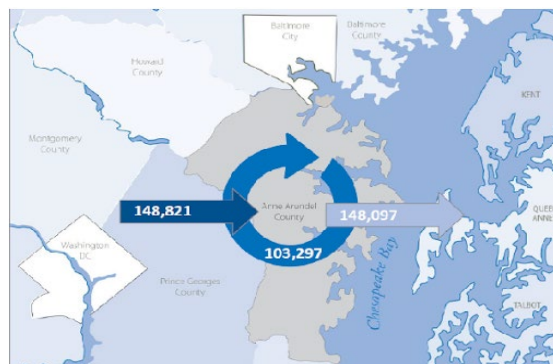 Baltimore
City
Baltimore
County
Howard
County
KENT
Montgomery
County
Anne Arundel
County
148,821
148,097
103,297
QUEEN
ANNE
Washington
DC
Prince Georges
County
Chesapeake Bay
TALBOT